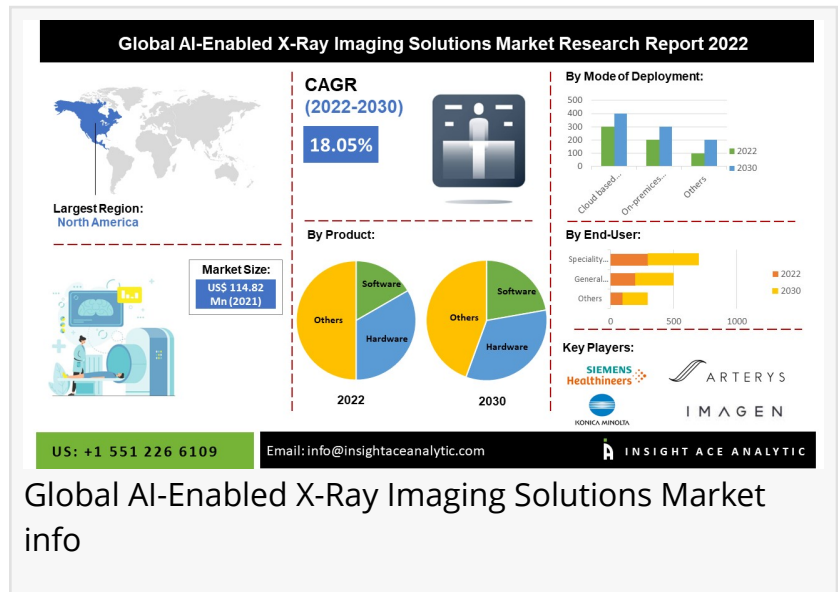 Global AI-Enabled X-Ray Imaging Solutions Market Research Report 2022
Largest Region:
North America
CAGR
(2022-2030)
18.05%
By Mode of Deployment:
500
400
300
200
100
0
Cloud based...
On-premices...
Others
2022
2030
Market Size:
US$ 114.82
Mn (2021)
By Product:
Software
Hardware
Others
2022
Software
Hardware
Others
2030
By End-User:
Speciality...
General...
Others
0
500
1000
2022
2030
Key Players:
SIEMENS
Healthineers
ARTERYS
KONICA MINOLTA
IMAGEN
US: +1 551 226 6109
Email: info@insightaceanalytic.com
INSIGHT ACE ANALYTIC
Global AI-Enabled X-Ray Imaging Solutions Market
info